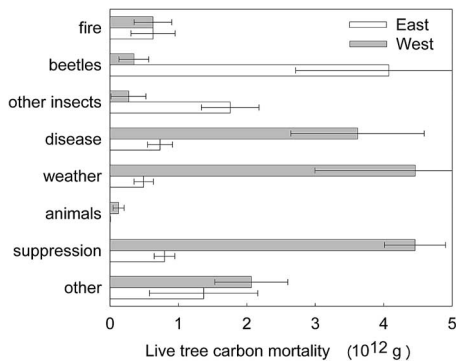 fire
beetles
other insects
disease
weather
animals
suppression
other
East
West
0 1 2 3 4 5
Live tree carbon mortality (10¹² g)